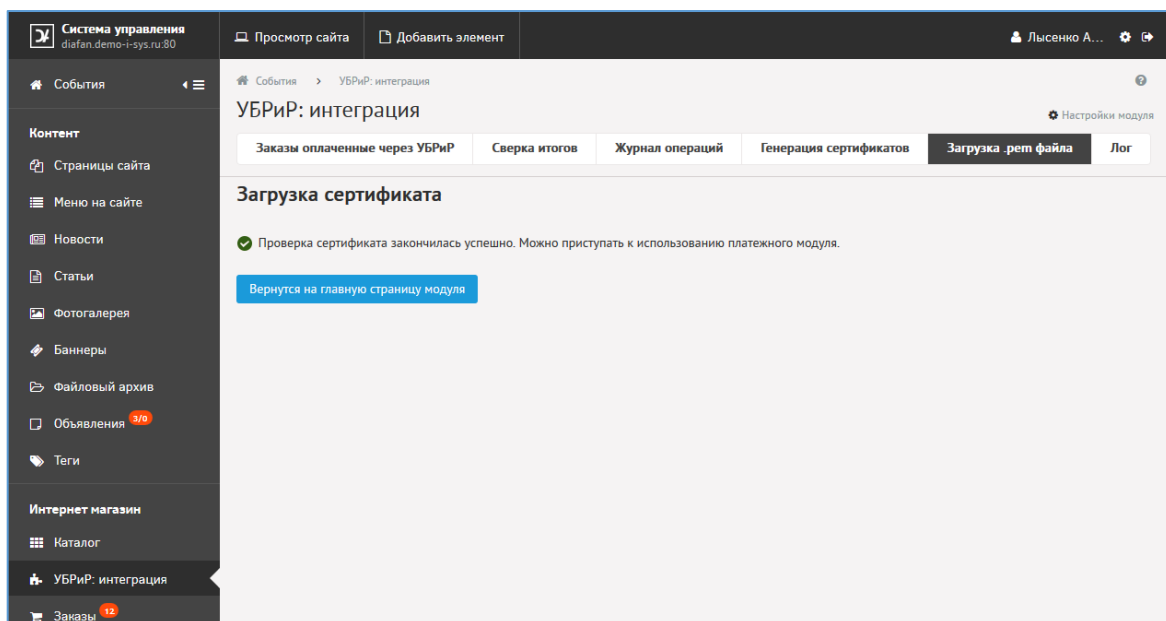 Система управления
diafan.demo-i-sys.ru:80
Просмотр сайта
Добавить элемент
Лысенко А...
События
Контент
Страницы сайта
Меню на сайте
Новости
Статьи
Фотогалерея
Баннеры
Файловый архив
Объявления 3/0
Теги
Интернет магазин
Каталог
УБРиР: интеграция
Заказы 12
События > УБРиР: интеграция
УБРиР: интеграция
Настройки модуля
Заказы оплаченные через УБРиР
Сверка итогов
Журнал операций
Генерация сертификатов
Загрузка .pem файла
Лог
Загрузка сертификата
Проверка сертификата закончилась успешно. Можно приступать к использованию платежного модуля.
Вернутся на главную страницу модуля